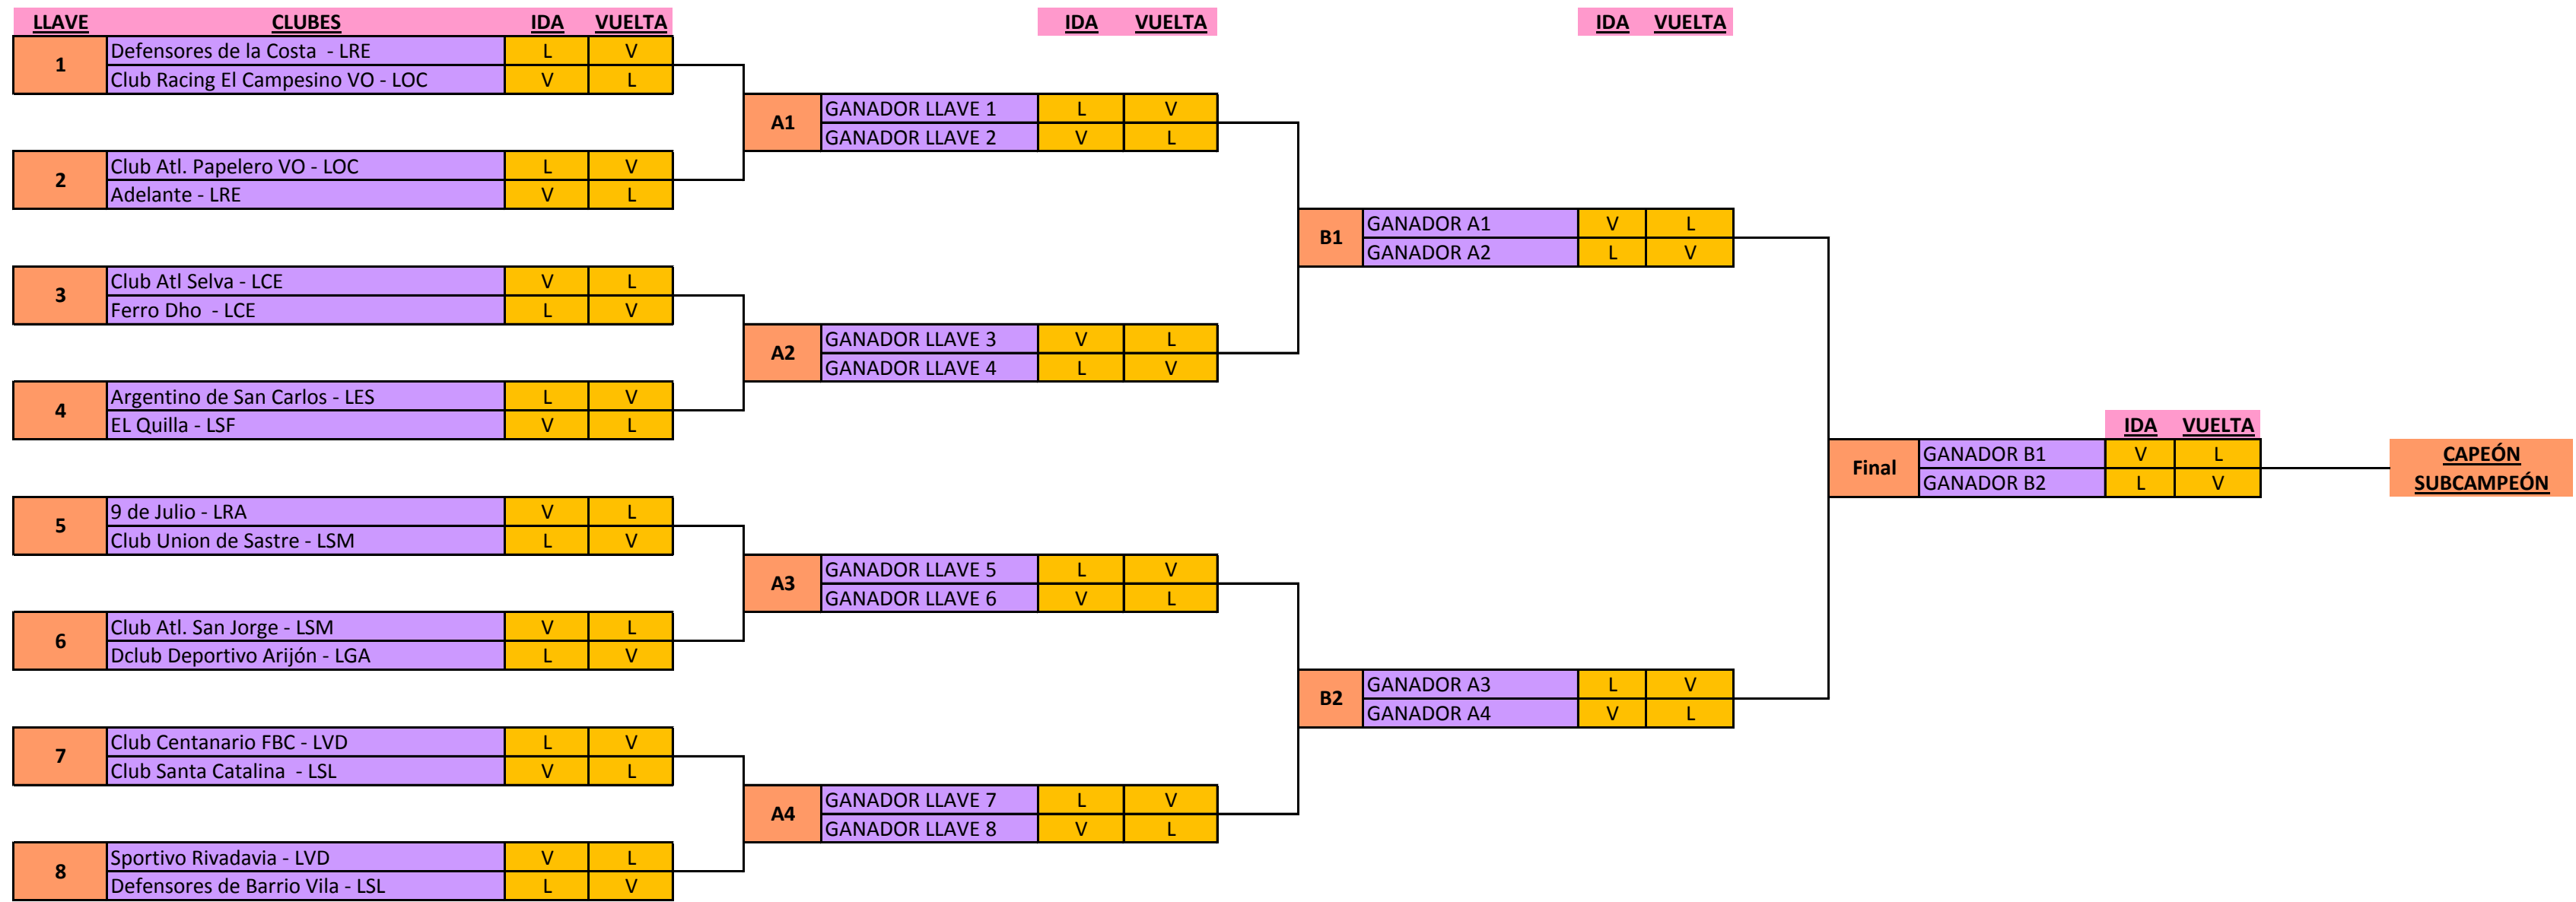 LLAVE CLUBES IDA VUELTA
1
Defensores de la Costa  - LRE L V
Club Racing El Campesino VO - LOC V L
2
Club Atl. Papelero VO - LOC L V
Adelante - LRE V L
3
Club Atl Selva - LCE V L
Ferro Dho  - LCE L V
4
Argentino de San Carlos - LES L V
EL Quilla - LSF V L
5
9 de Julio - LRA V L
Club Union de Sastre - LSM L V
6
Club Atl. San Jorge - LSM V L
Dclub Deportivo Arijón - LGA L V
7
Club Centanario FBC - LVD L V
Club Santa Catalina  - LSL V L
8
Sportivo Rivadavia - LVD V L
Defensores de Barrio Vila - LSL L V
IDA VUELTA
A1
GANADOR LLAVE 1 L V
GANADOR LLAVE 2 V L
A2
GANADOR LLAVE 3 V L
GANADOR LLAVE 4 L V
A3
GANADOR LLAVE 5 L V
GANADOR LLAVE 6 V L
A4
GANADOR LLAVE 7 L V
GANADOR LLAVE 8 V L
IDA VUELTA
B1
GANADOR A1 V L
GANADOR A2 L V
B2
GANADOR A3 L V
GANADOR A4 V L
IDA VUELTA
Final
GANADOR B1 V L
GANADOR B2 L V
CAPEÓN
SUBCAMPEÓN